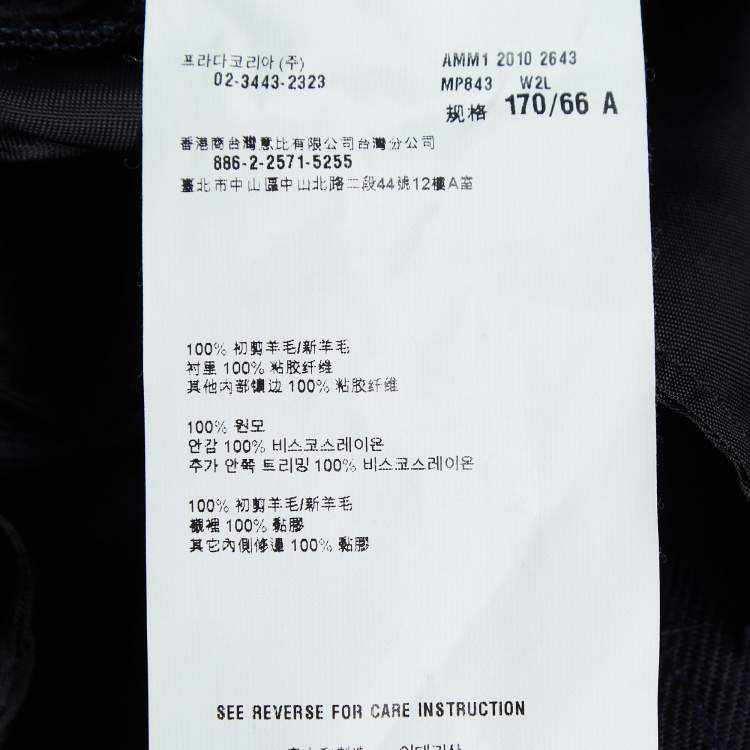 프라다코리아 (주)
02-3443-2323
AMM1 2010 2643
MP843 W2L
规格 170/66 A
香港商台灣意比有限公司台灣分公司
886-2-2571-5255
臺北市中山區中山北路二段44號12樓A室
100% 初剪羊毛/新羊毛
衬里 100% 粘胶纤维
其他内部镶边 100% 粘胶纤维
100% 원모
안감 100% 비스코스레이온
추가 안쪽 트리밍 100% 비스코스레이온
100% 初剪羊毛/新羊毛
襯裡 100% 黏膠
其它內側修邊 100% 黏膠
SEE REVERSE FOR CARE INSTRUCTION